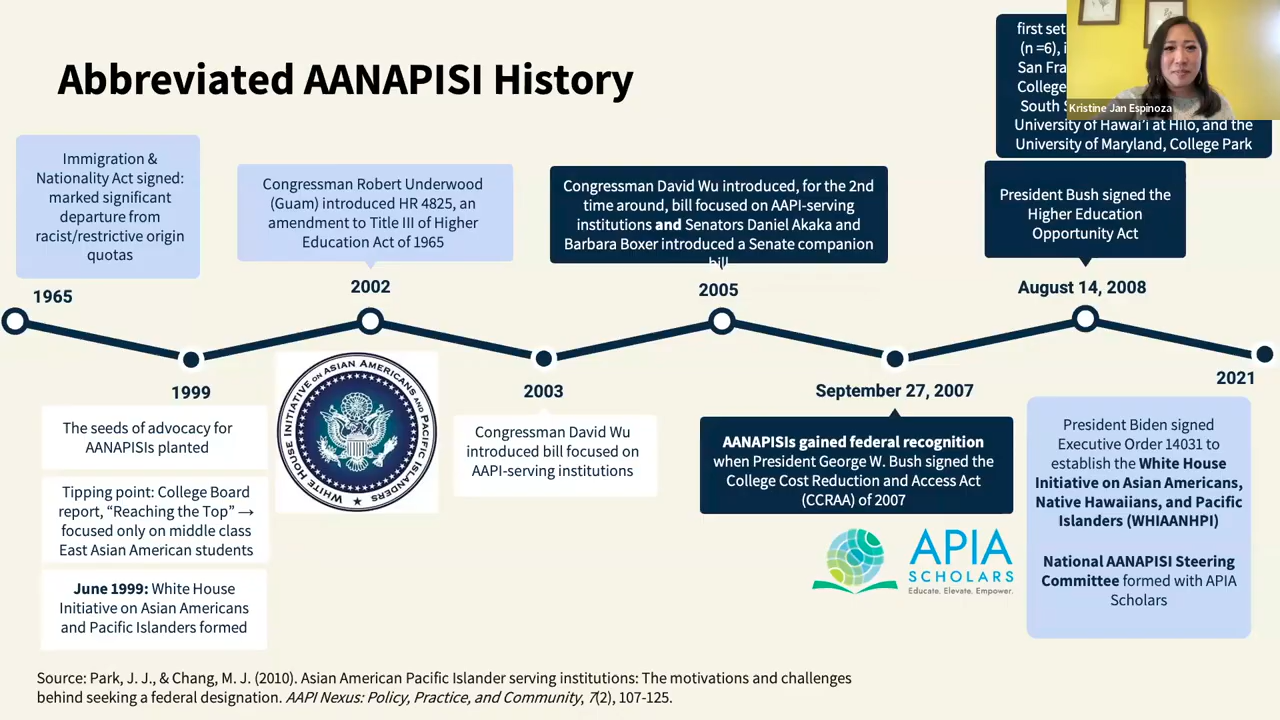 Abbreviated AANAPISI History
first set
(n =6), i
San Fra
College
South S
University of Hawai'i at Hilo, and the
University of Maryland, College Park
Kristine Jan Espinoza
Immigration &
Nationality Act signed:
marked significant
departure from
racist/restrictive origin
quotas
1965
Congressman Robert Underwood
(Guam) introduced HR 4825, an
amendment to Title III of Higher
Education Act of 1965
2002
Congressman David Wu introduced, for the 2nd
time around, bill focused on AAPI-serving
institutions and Senators Daniel Akaka and
Barbara Boxer introduced a Senate companion
bill
2005
President Bush signed the
Higher Education
Opportunity Act
August 14, 2008
1999
The seeds of advocacy for
AANAPISIs planted
Tipping point: College Board
report, “Reaching the Top” →
focused only on middle class
East Asian American students
June 1999: White House
Initiative on Asian Americans
and Pacific Islanders formed
WHITE HOUSE INITIATIVE ON ASIAN AMERICANS AND PACIFIC ISLANDERS
2003
Congressman David Wu
introduced bill focused on
AAPI-serving institutions
September 27, 2007
AANAPISIs gained federal recognition
when President George W. Bush signed the
College Cost Reduction and Access Act
(CCRAA) of 2007
APIA
SCHOLARS
Educate. Elevate. Empower.
2021
President Biden signed
Executive Order 14031 to
establish the White House
Initiative on Asian Americans,
Native Hawaiians, and Pacific
Islanders (WHIAANHPI)
National AANAPISI Steering
Committee formed with APIA
Scholars
Source: Park, J. J., & Chang, M. J. (2010). Asian American Pacific Islander serving institutions: The motivations and challenges
behind seeking a federal designation. AAPI Nexus: Policy, Practice, and Community, 7(2), 107-125.